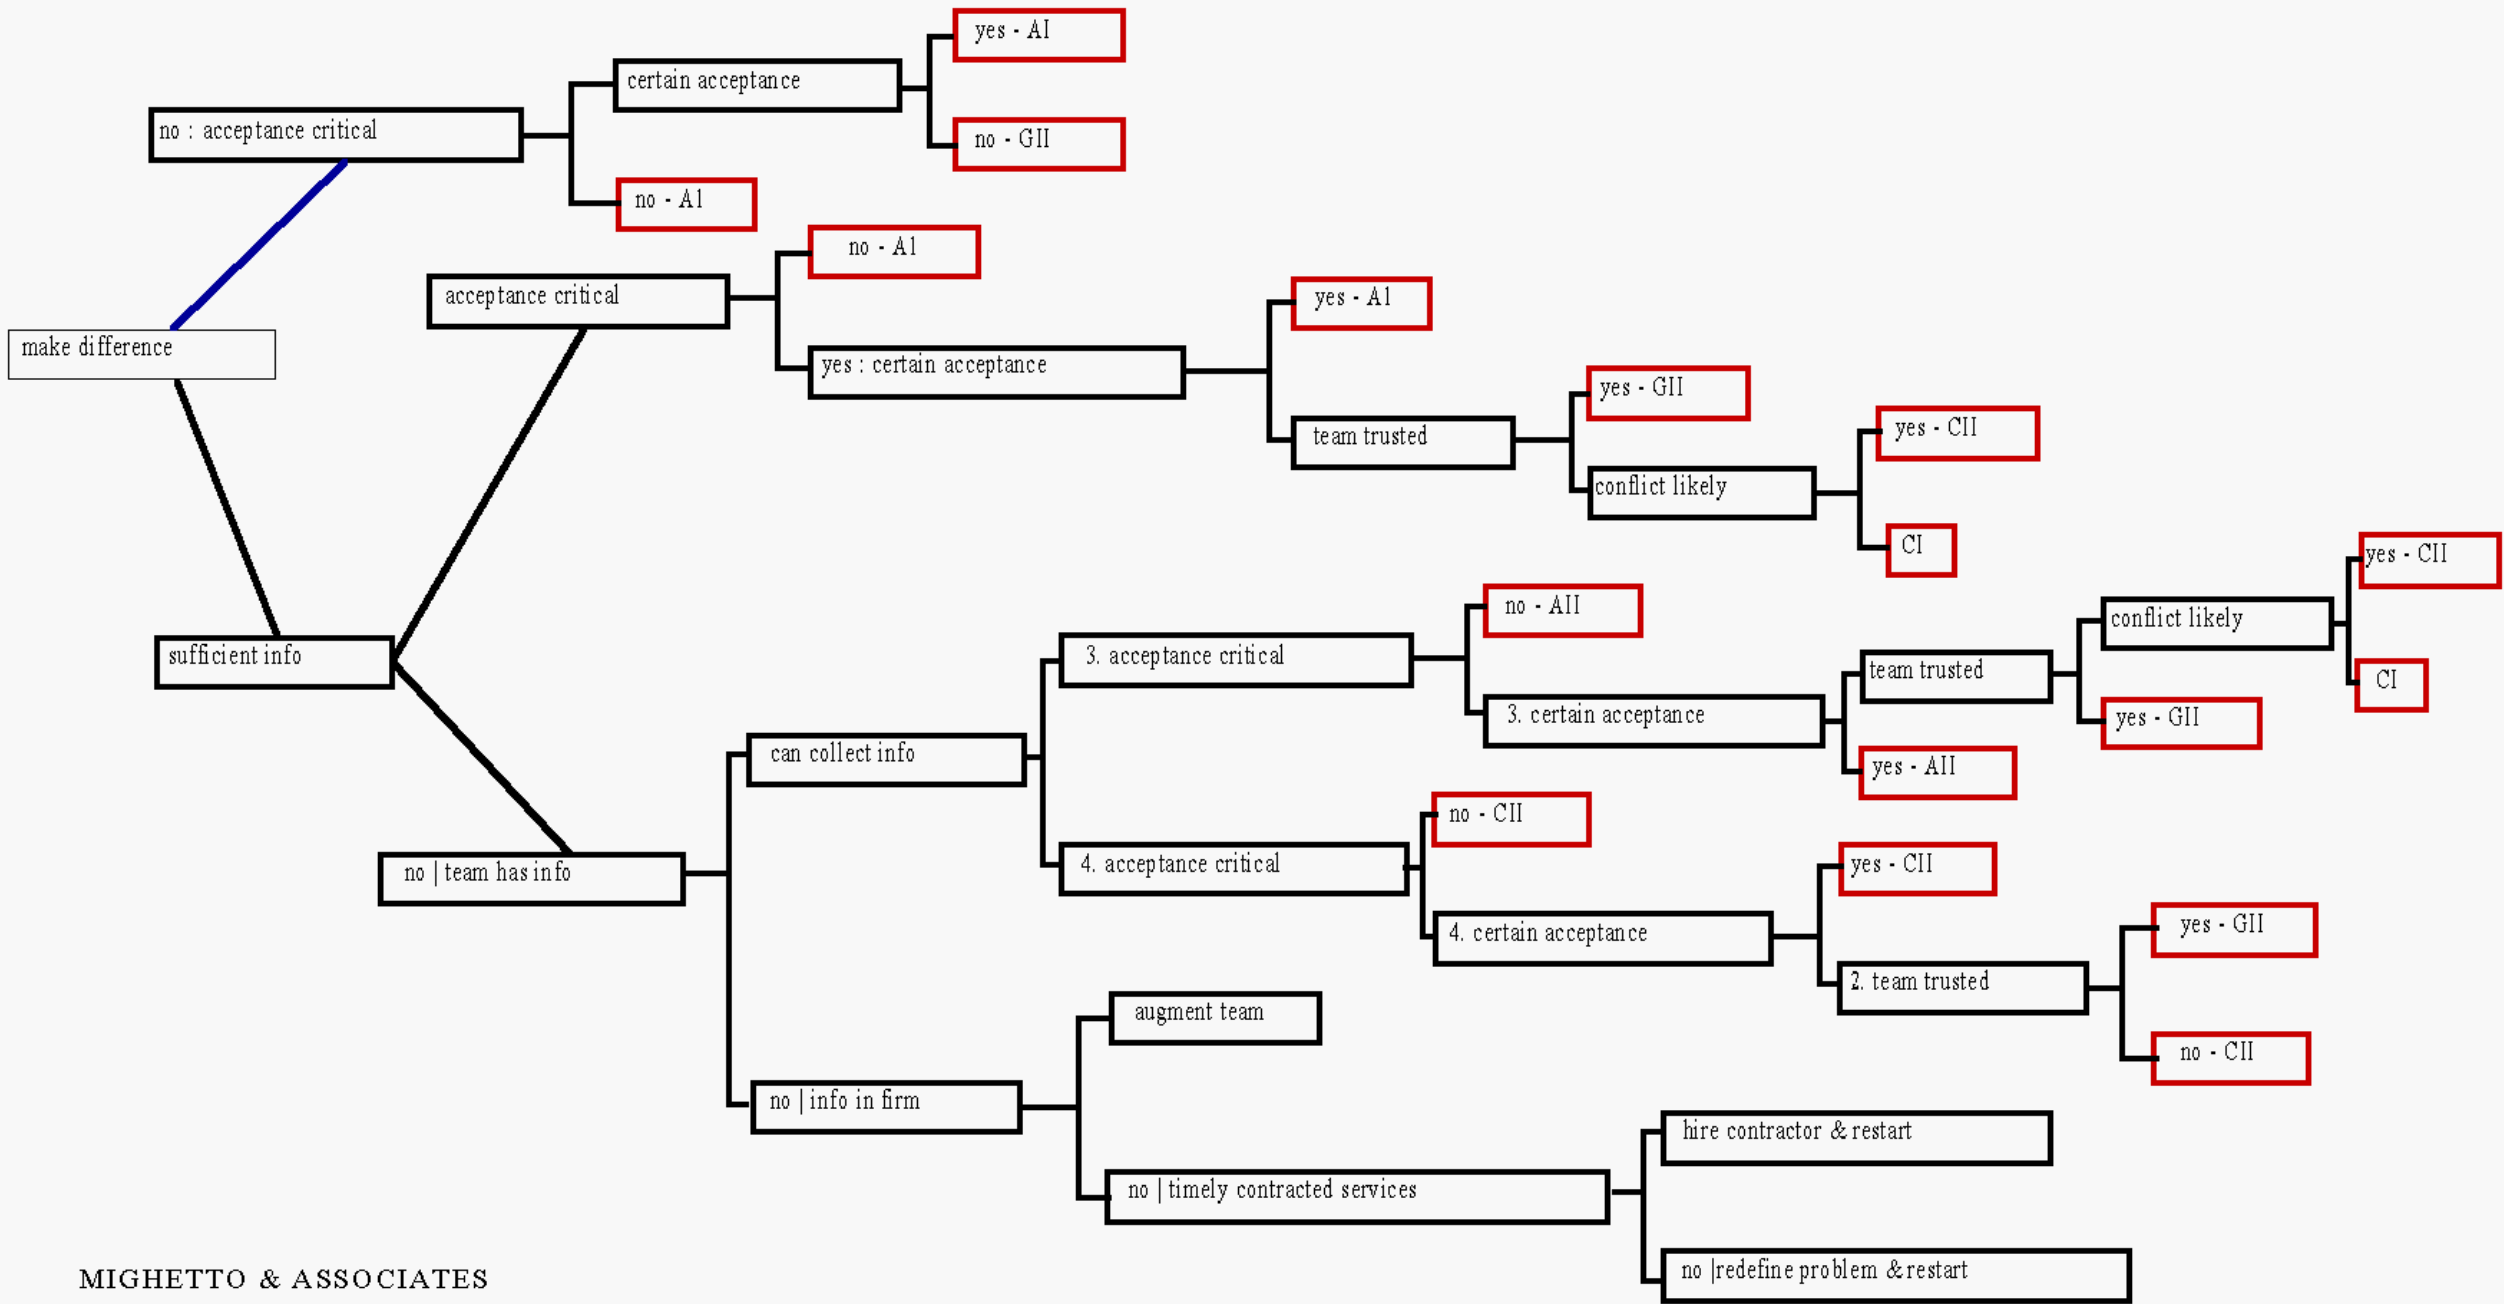 yes - AI
certain acceptance
no : acceptance critical
no - GII
no - A1
no - A1
acceptance critical
yes - A1
make difference
yes : certain acceptance
yes - GII
team trusted
yes - CII
conflict likely
CI
yes - CII
no - AII
conflict likely
sufficient info
3. acceptance critical
team trusted
CI
3. certain acceptance
yes - GII
can collect info
yes - AII
no - CII
4. acceptance critical
yes - CII
no | team has info
yes - GII
4. certain acceptance
2. team trusted
augment team
no - CII
no | info in firm
hire contractor & restart
no | timely contracted services
no |redefine problem & restart
MIGHETTO & ASSOCIATES